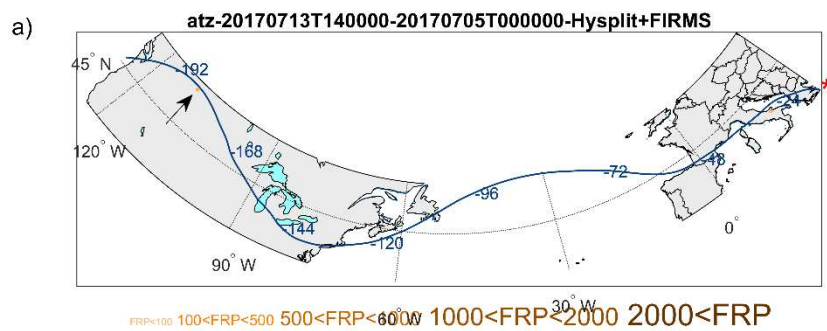 a)
atz-20170713T140000-20170705T000000-Hysplit+FIRMS
45° N
-192
-24
120° W
-168
-48
-72
-96
-144
-120
0°
90° W
30° W
60° W
FRP<100 100<FRP<500 500<FRP< 1000<FRP<2000 2000<FRP